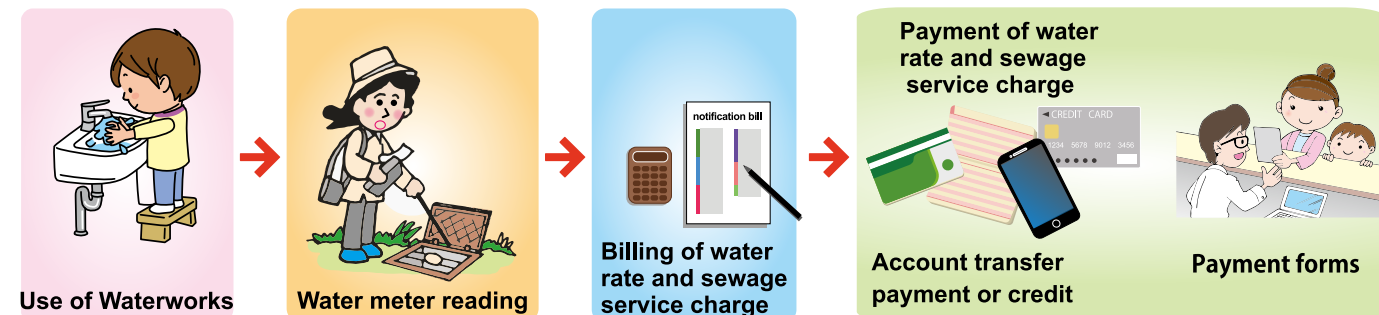 Use of Waterworks
Water meter reading
notification bill
Billing of water
rate and sewage
service charge
Payment of water
rate and sewage
service charge
CREDIT CARD
1234 5678 9012 3456
Account transfer
payment or credit
Payment forms